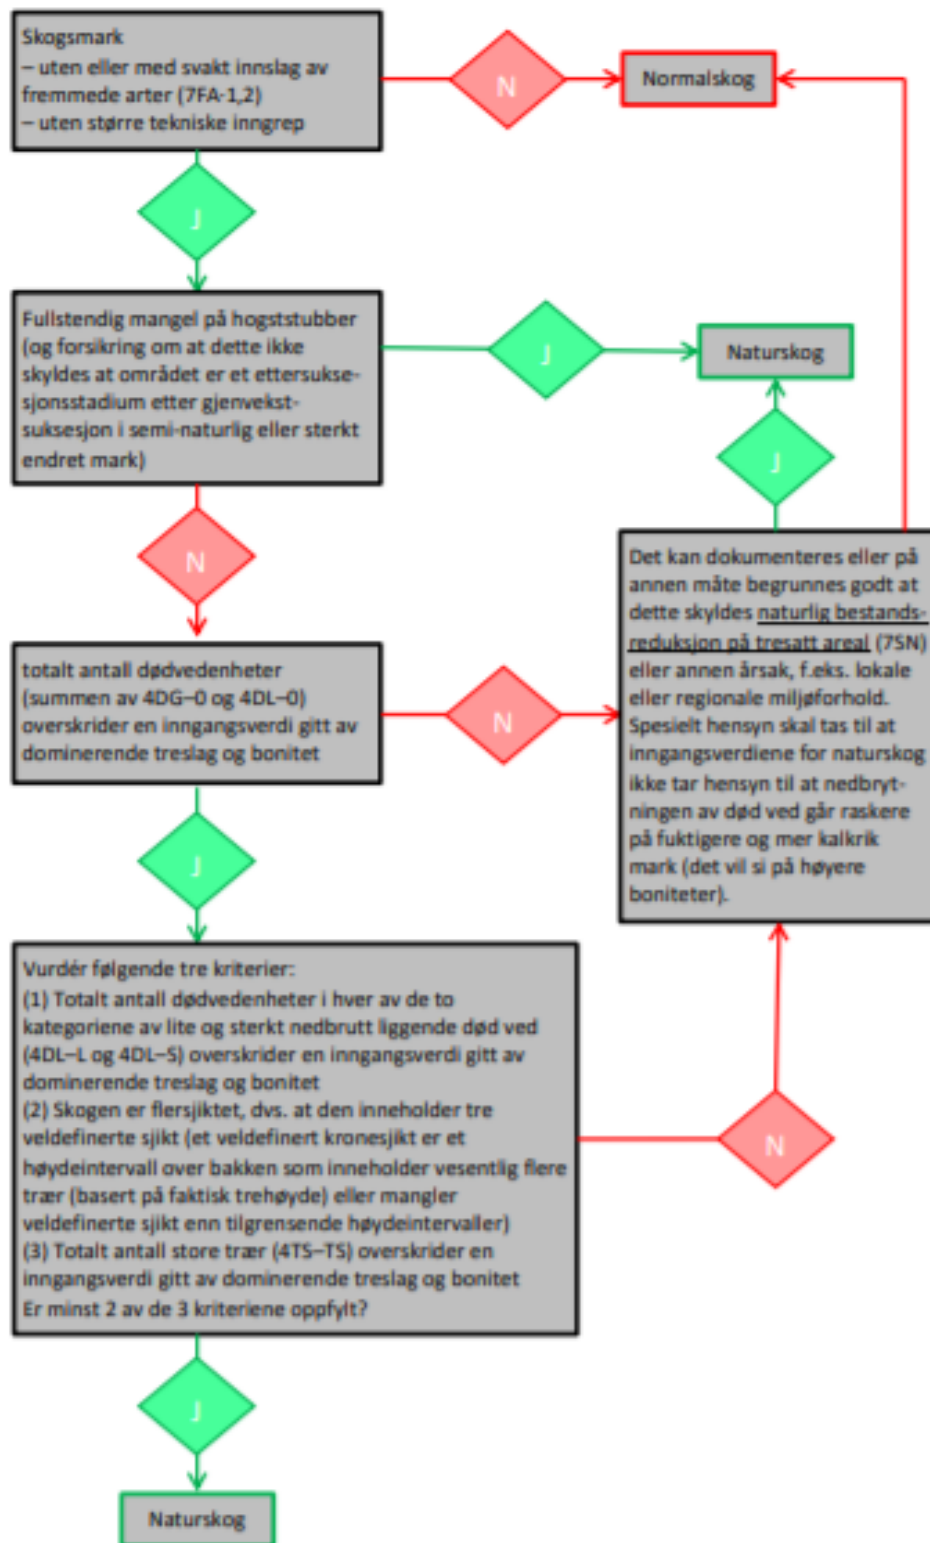 Skogsmark
– uten eller med svakt innslag av
fremmede arter (7FA-1,2)
– uten større tekniske inngrep
N
Normalskog
J
Fullstendig mangel på hogststubber
(og forsikring om at dette ikke
skyldes at området er et ettersukse-
sjonsstadium etter gjenvekst-
suksesjon i semi-naturlig eller sterkt
endret mark)
J
Naturskog
J
N
Det kan dokumenteres eller på
annen måte begrunnes godt at
dette skyldes naturlig bestands-
reduksjon på tresatt areal (7SN)
eller annen årsak, f.eks. lokale
eller regionale miljøforhold.
Spesielt hensyn skal tas til at
inngangsverdiene for naturskog
ikke tar hensyn til at nedbryt-
ningen av død ved går raskere
på fuktigere og mer kalkrik
mark (det vil si på høyere
boniteter).
totalt antall dødvedenheter
(summen av 4DG–0 og 4DL–0)
overskrider en inngangsverdi gitt av
dominerende treslag og bonitet
N
J
Vurdér følgende tre kriterier:
(1) Totalt antall dødvedenheter i hver av de to
kategoriene av lite og sterkt nedbrutt liggende død ved
(4DL–L og 4DL–S) overskrider en inngangsverdi gitt av
dominerende treslag og bonitet
(2) Skogen er flersjiktet, dvs. at den inneholder tre
veldefinerte sjikt (et veldefinert kronesjikt er et
høydeintervall over bakken som inneholder vesentlig flere
trær (basert på faktisk trehøyde) eller mangler
veldefinerte sjikt enn tilgrensende høydeintervaller)
(3) Totalt antall store trær (4TS–TS) overskrider en
inngangsverdi gitt av dominerende treslag og bonitet
Er minst 2 av de 3 kriteriene oppfylt?
N
J
Naturskog